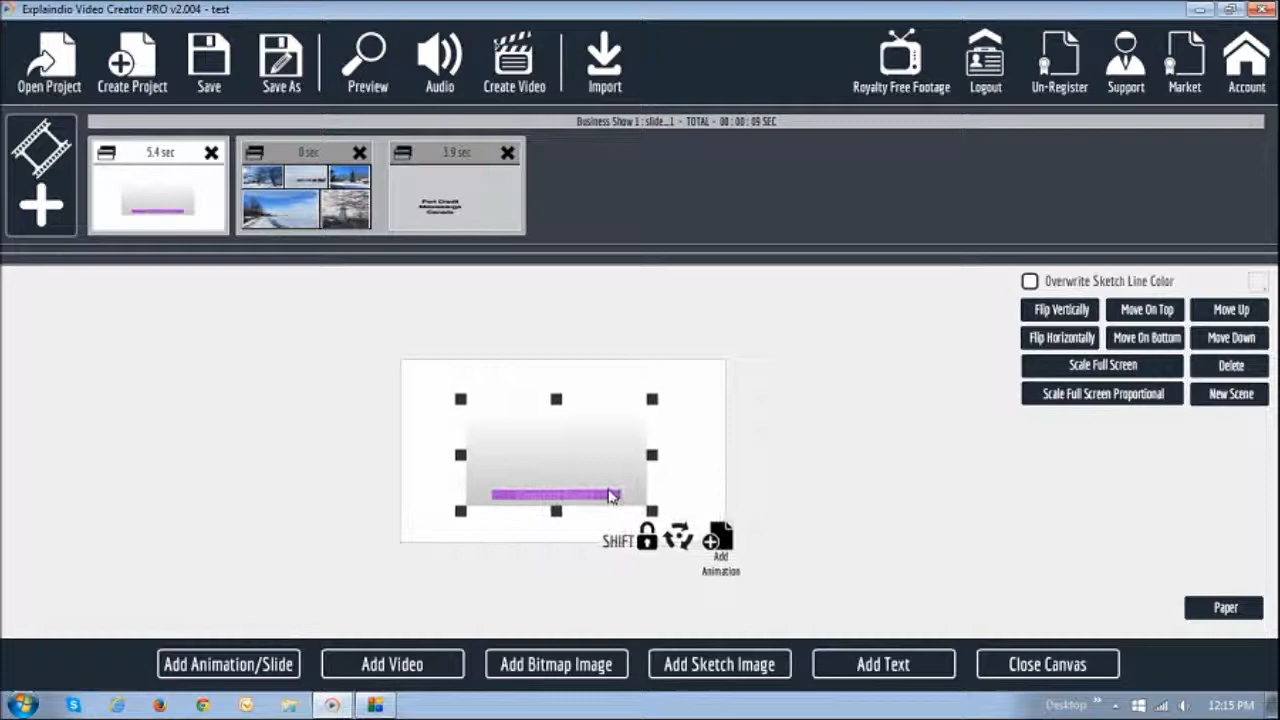 Explaindio Video Creator PRO v2.004 - test
Open Project
Create Project
Save
Save As
Preview
Audio
Create Video
Import
Royalty Free Footage
Logout
Un-Register
Support
Market
Account
Business Show 1 : slide_1 - TOTAL - 00 : 00 : 09 SEC
5.4 sec
0 sec
3.9 sec
Port Credit
Mississauga
Canada
Overwrite Sketch Line Color
Flip Vertically
Move On Top
Move Up
Flip Horizontally
Move On Bottom
Move Down
Scale Full Screen
Delete
Scale Full Screen Proportional
New Scene
SHIFT
Add
Animation
Paper
Add Animation/Slide
Add Video
Add Bitmap Image
Add Sketch Image
Add Text
Close Canvas
Desktop
12:15 PM